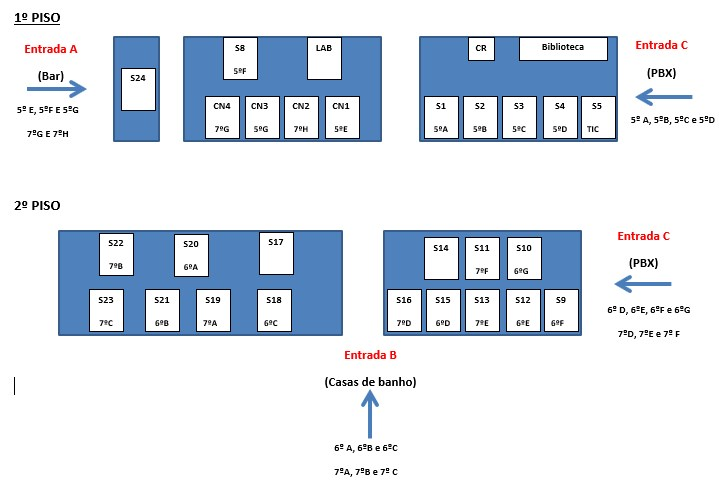 1º PISO
Entrada A
(Bar)
5º E, 5ºF E 5ºG
7ºG E 7ºH
S24
S8
5ºF
LAB
CN4
7ºG
CN3
5ºG
CN2
7ºH
CN1
5ºE
CR
Biblioteca
S1
5ºA
S2
5ºB
S3
5ºC
S4
5ºD
S5
TIC
Entrada C
(PBX)
5º A, 5ºB, 5ºC e 5ºD
2º PISO
S22
7ºB
S20
6ºA
S17
S23
7ºC
S21
6ºB
S19
7ºA
S18
6ºC
S14
S11
7ºF
S10
6ºG
S16
7ºD
S15
6ºD
S13
7ºE
S12
6ºE
S9
6ºF
Entrada C
(PBX)
6º D, 6ºE, 6ºF e 6ºG
7ºD, 7ºE e 7º F
Entrada B
(Casas de banho)
6º A, 6ºB e 6ºC
7ºA, 7ºB e 7º C